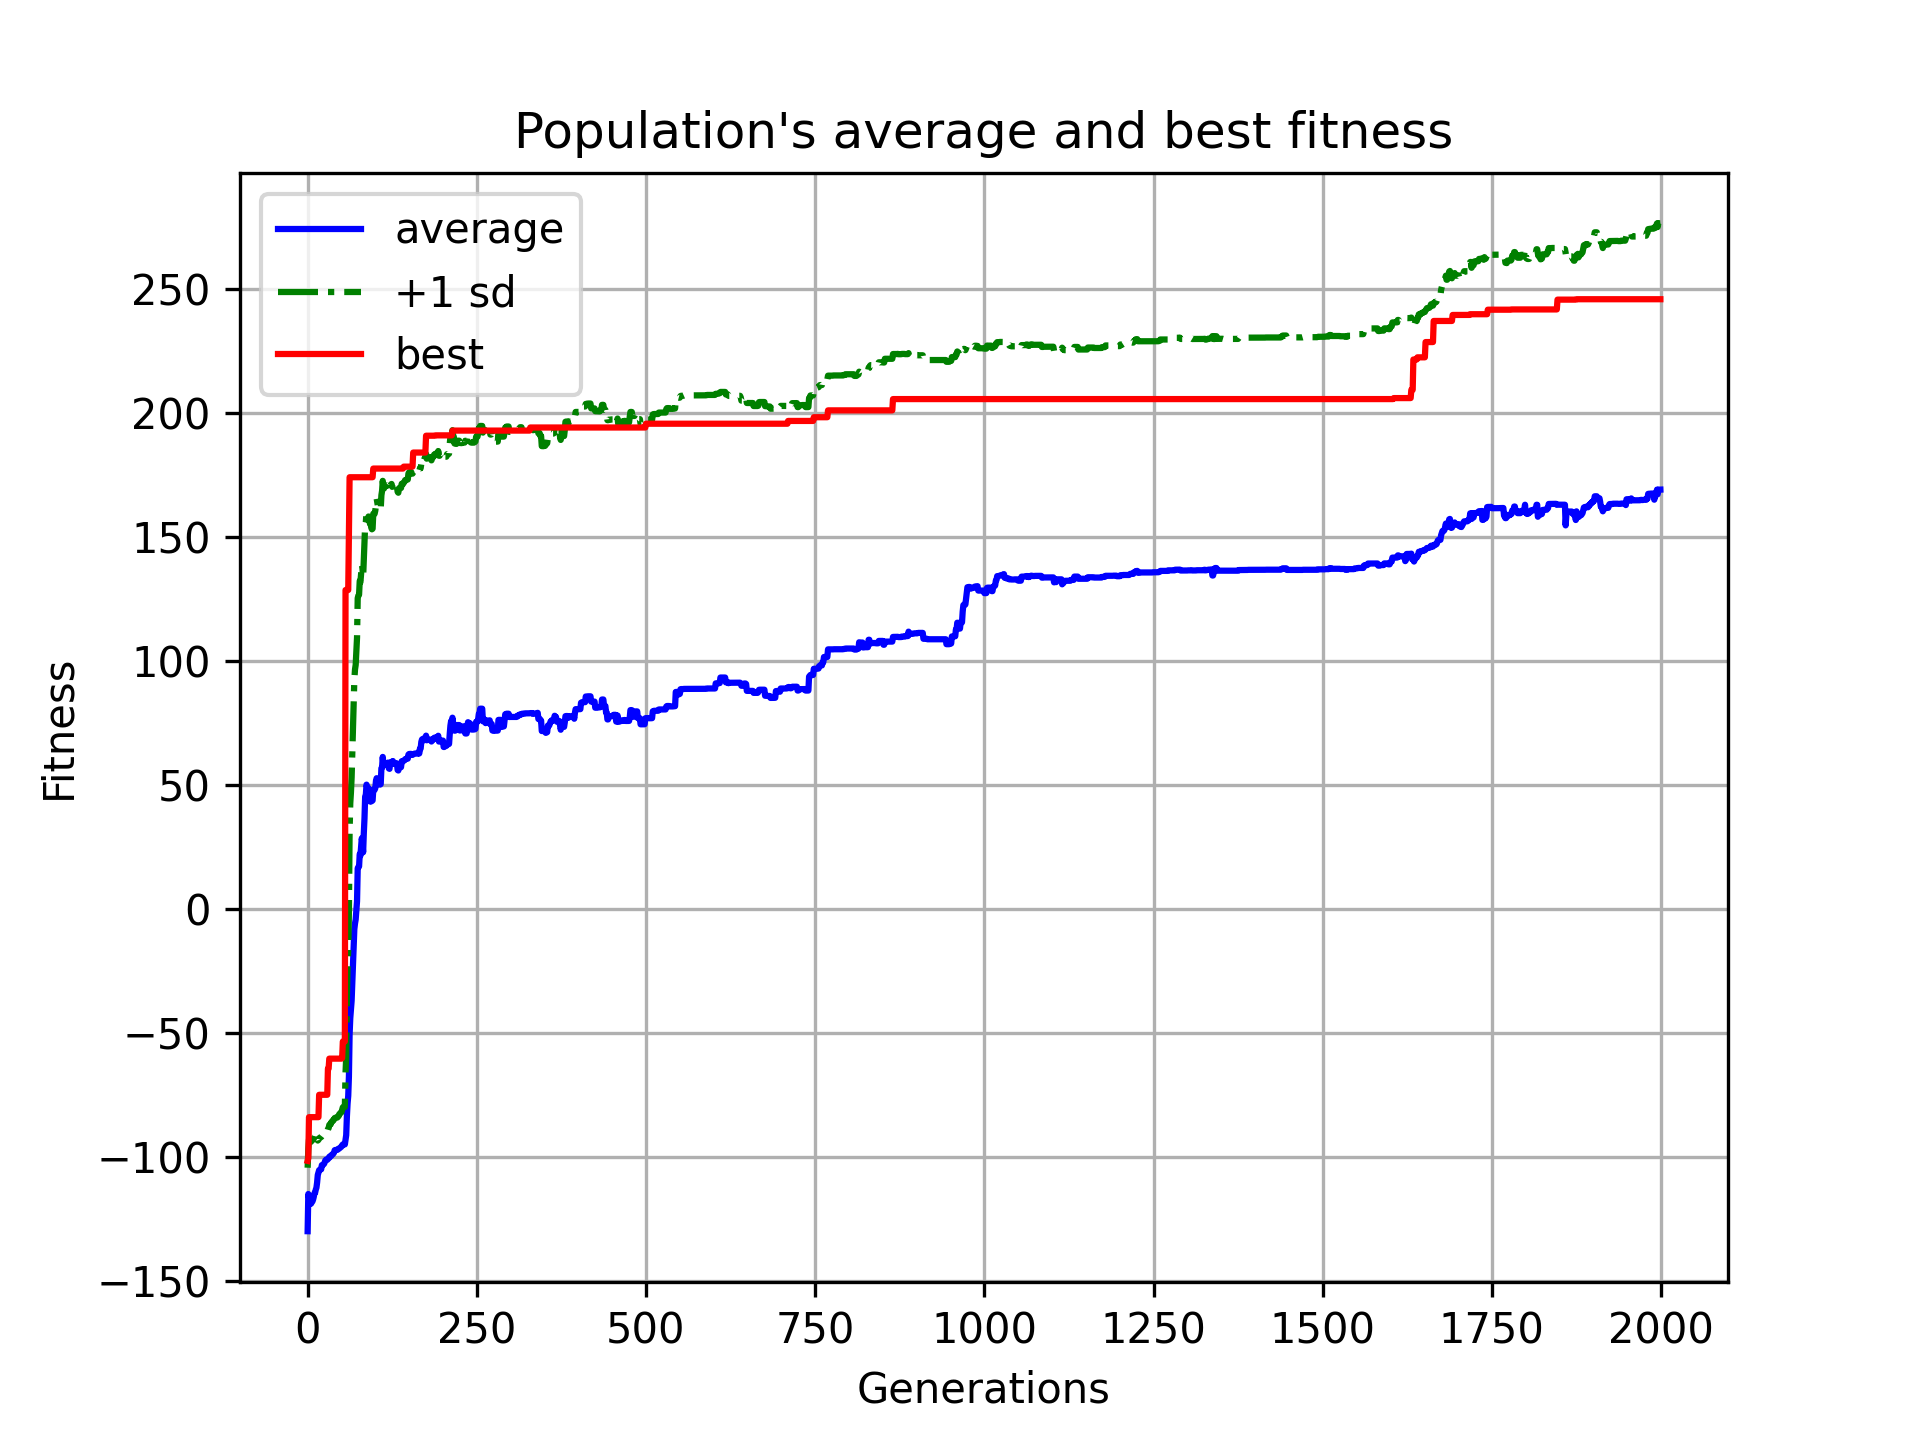 Population's average and best fitness
average
+1 sd
best
250
200
150
100
50
0
−50
−100
−150
Fitness
0 250 500 750 1000 1250 1500 1750 2000
Generations